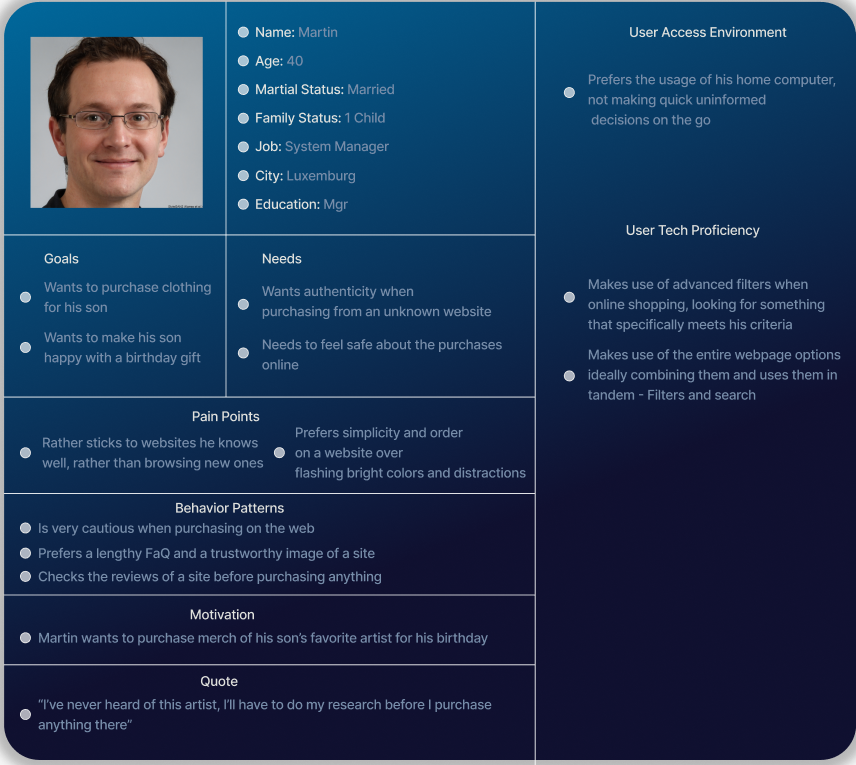 Name: Martin
Age: 40
Martial Status: Married
Family Status: 1 Child
Job: System Manager
City: Luxemburg
Education: Mgr
Goals
Wants to purchase clothing
for his son
Wants to make his son
happy with a birthday gift
Needs
Wants authenticity when
purchasing from an unknown website
Needs to feel safe about the purchases
online
Pain Points
Rather sticks to websites he knows
well, rather than browsing new ones
Prefers simplicity and order
on a website over
flashing bright colors and distractions
Behavior Patterns
Is very cautious when purchasing on the web
Prefers a lengthy FaQ and a trustworthy image of a site
Checks the reviews of a site before purchasing anything
Motivation
Martin wants to purchase merch of his son’s favorite artist for his birthday
Quote
“I’ve never heard of this artist, I’ll have to do my research before I purchase
anything there”
User Access Environment
Prefers the usage of his home computer,
not making quick uninformed
decisions on the go
User Tech Proficiency
Makes use of advanced filters when
online shopping, looking for something
that specifically meets his criteria
Makes use of the entire webpage options
ideally combining them and uses them in
tandem - Filters and search